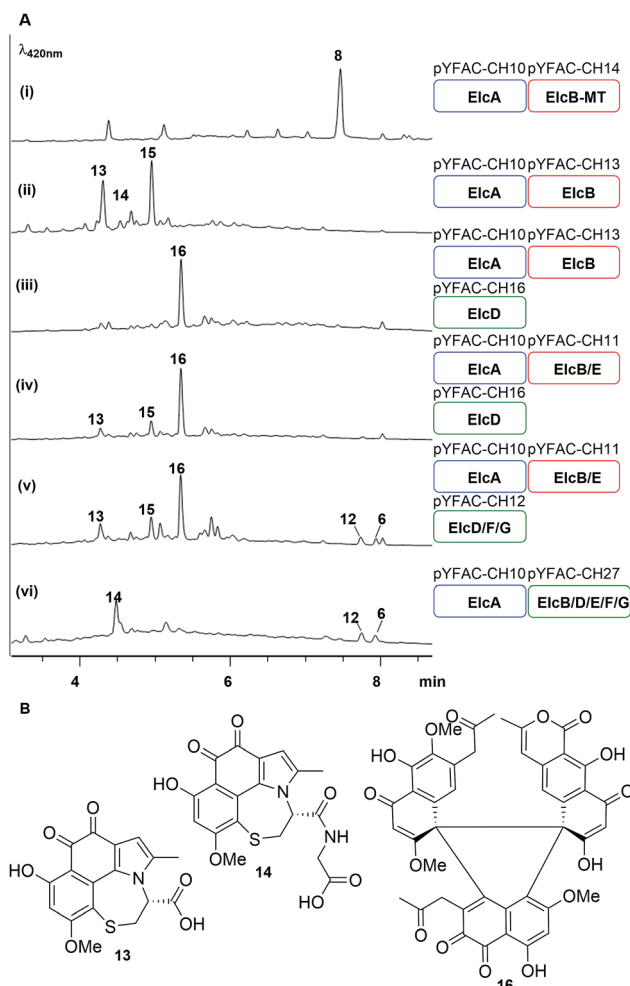 A
λ420nm
(i)
8
pYFAC-CH10 pYFAC-CH14
ElcA ElcB-MT
(ii)
13 14 15
pYFAC-CH10 pYFAC-CH13
ElcA ElcB
(iii)
16
pYFAC-CH10 pYFAC-CH13
ElcA ElcB
pYFAC-CH16
ElcD
(iv)
13 15 16
pYFAC-CH10 pYFAC-CH11
ElcA ElcB/E
pYFAC-CH16
ElcD
(v)
13 15 16 12 6
pYFAC-CH10 pYFAC-CH11
ElcA ElcB/E
pYFAC-CH12
ElcD/F/G
(vi)
14 12 6
pYFAC-CH10 pYFAC-CH27
ElcA ElcB/D/E/F/G
4 6 8 min
B
O
O
HO
N
S
OMe
O
OH
13
O
O
HO
N
S
OMe
O
NH
O
OH
14
O
OMe
OH
O
OMe
O
O
OH
O
OH
O
OMe
O
O
OH
16